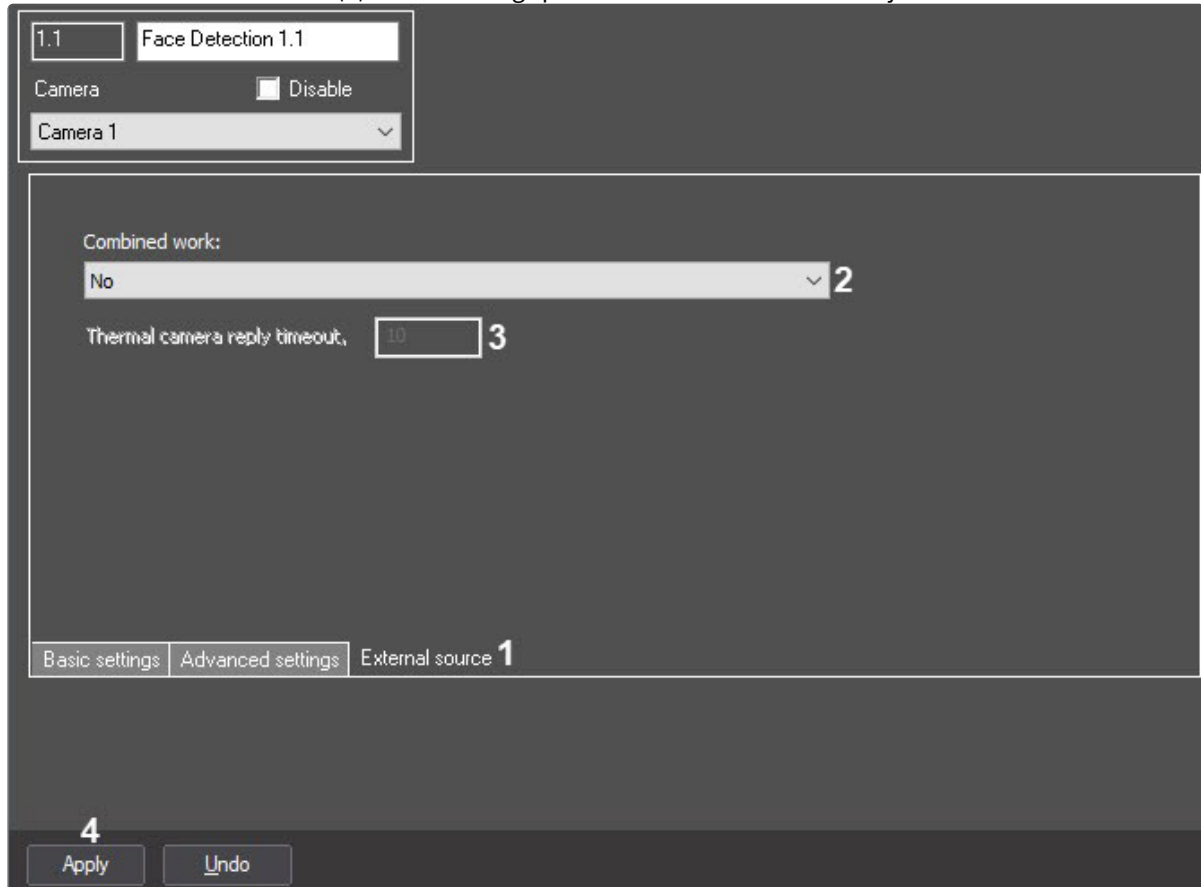 1.1 Face Detection 1.1
Camera Disable
Camera 1
Combined work:
No 2
Thermal camera reply timeout, 10 3
Basic settings Advanced settings External source 1
4
Apply Undo